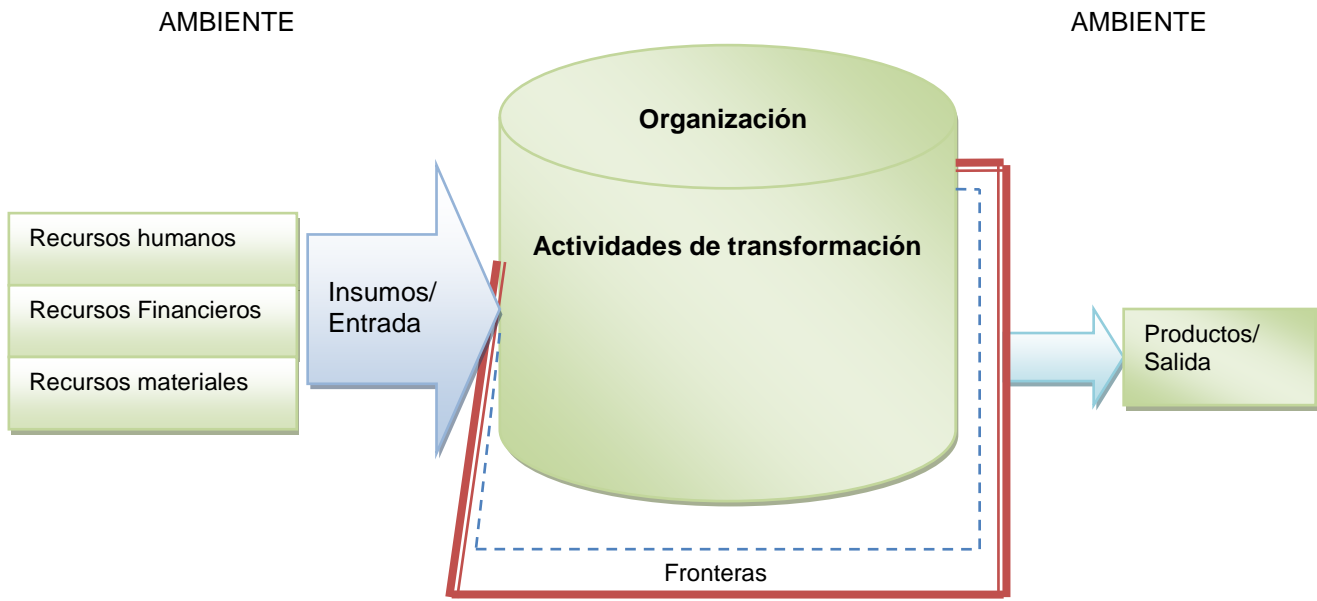 AMBIENTE
AMBIENTE
Organización
Actividades de transformación
Recursos humanos
Recursos Financieros
Recursos materiales
Insumos/
Entrada
Productos/
Salida
Fronteras